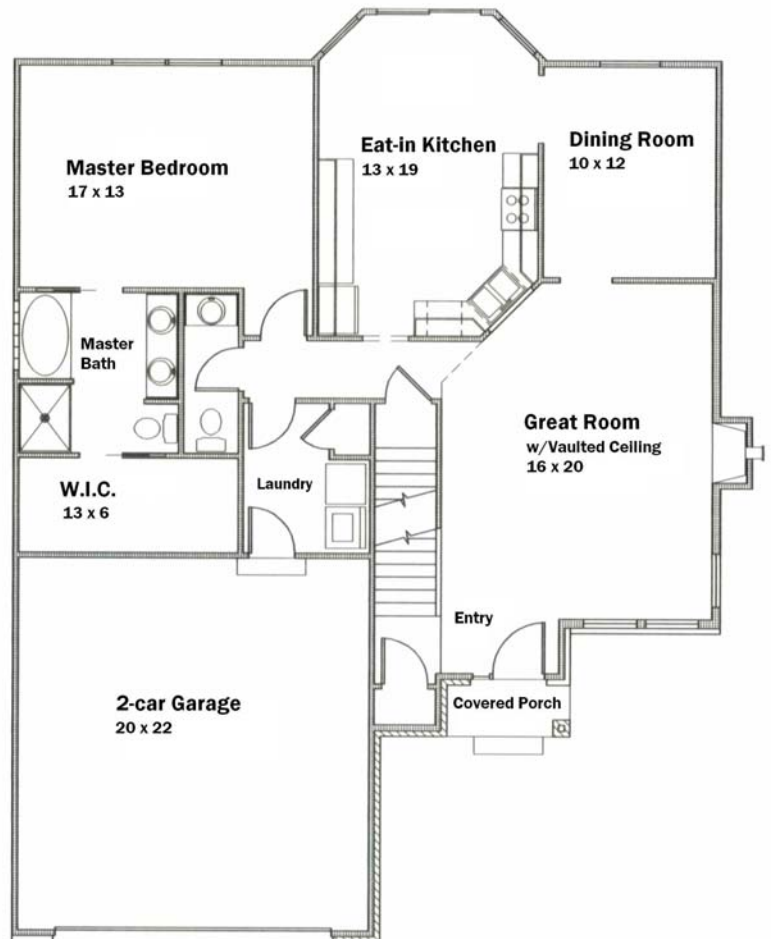 Master Bedroom
17 x 13
Eat-in Kitchen
13 x 19
Dining Room
10 x 12
Master
Bath
Great Room
w/Vaulted Ceiling
16 x 20
W.I.C.
13 x 6
Laundry
Entry
2-car Garage
20 x 22
Covered Porch